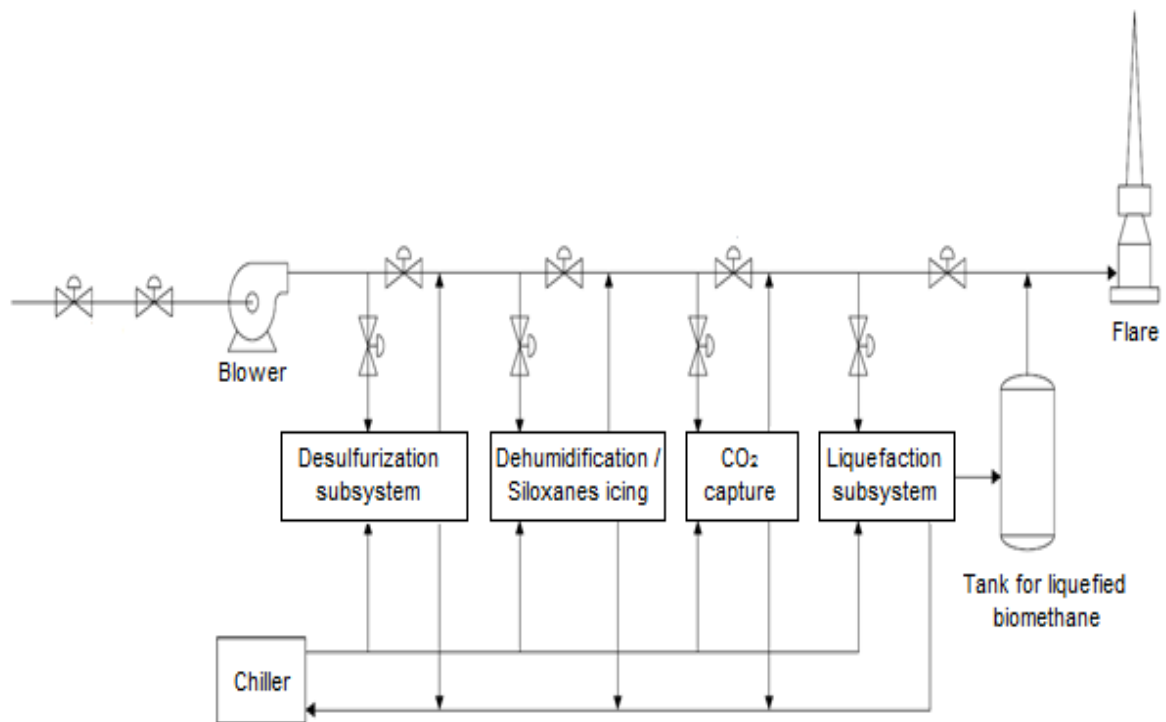 Flare
Blower
Desulfurization
subsystem
Dehumidification /
Siloxanes icing
CO₂
capture
Liquefaction
subsystem
Tank for liquefied
biomethane
Chiller